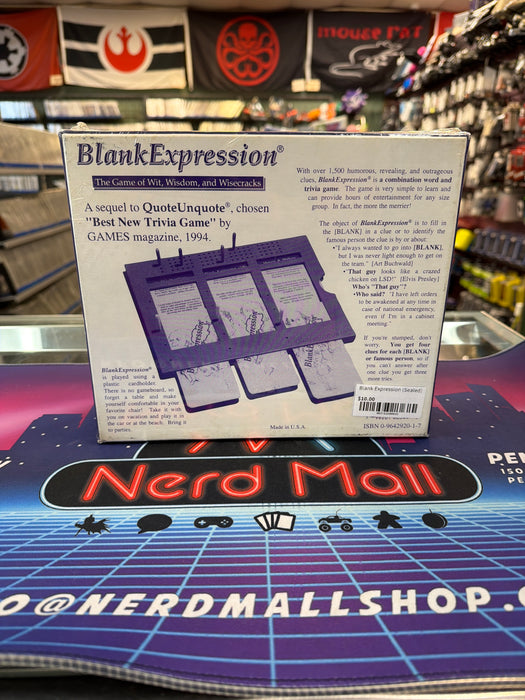 MOUSE RAT
BlankExpression®
The Game of Wit, Wisdom, and Wisecracks
A sequel to QuoteUnquote®, chosen
"Best New Trivia Game" by
GAMES magazine, 1994.
With over 1,500 humorous, revealing, and outrageous
clues, BlankExpression® is a combination word and
trivia game. The game is very simple to learn and
can provide hours of entertainment for any size
group. In fact, the more the merrier!
The object of BlankExpression® is to fill in
the [BLANK] in a clue or to identify the
famous person the clue is by or about:
•"I always wanted to go into [BLANK],
but I was never light enough to get on
the team." [Art Buchwald]
•"That guy looks like a crazed
chicken on LSD!" [Elvis Presley]
Who's "That guy"?
•Who said? "I have left orders
to be awakened at any time in
case of national emergency,
even if I'm in a cabinet
meeting."
If you're stumped, don't
worry. You get four
clues for each [BLANK]
or famous person, so if
you can't answer after
one clue you get three
more tries.
BlankExpression
BlankExpression
Blank
BlankExpression®
is played using a
plastic cardholder.
There is no gameboard, so
forget a table and make
yourself comfortable in your
favorite chair! Take it with
you on vacation and play it in
the car or at the beach. Bring it
to parties.
Made in U.S.A.
Blank Expression (Sealed)
$10.00
ISBN 0-9642920-1-7
Nerd Mall
PEN
O@NERDMALLSHOP.C